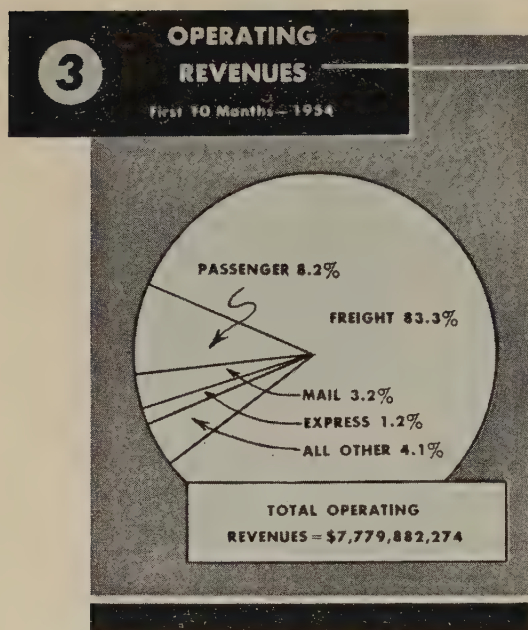 3
OPERATING
REVENUES
First 10 Months — 1954
PASSENGER 8.2%
FREIGHT 83.3%
MAIL 3.2%
EXPRESS 1.2%
ALL OTHER 4.1%
TOTAL OPERATING
REVENUES = $7,779,882,274